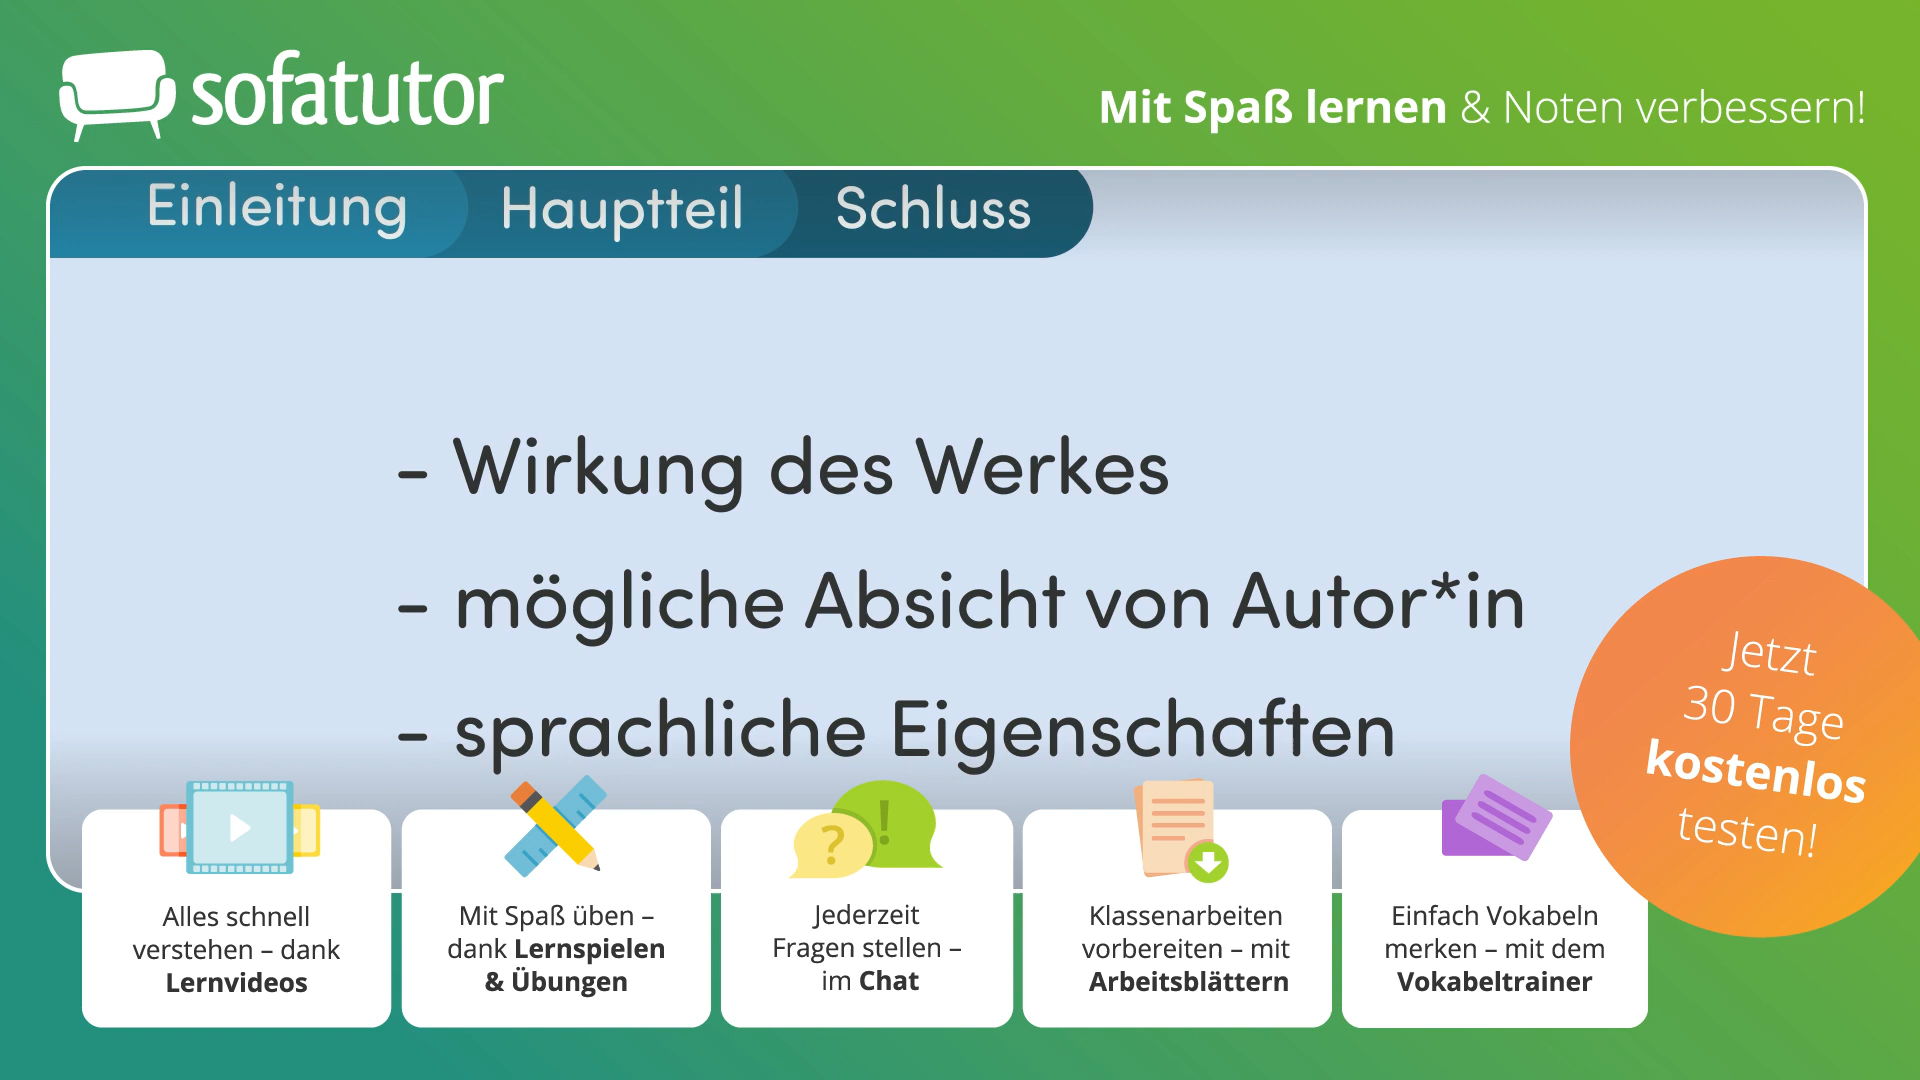 sofatutor
Mit Spaß lernen & Noten verbessern!
Einleitung Hauptteil Schluss
- Wirkung des Werkes
- mögliche Absicht von Autor*in
- sprachliche Eigenschaften
Jetzt
30 Tage
kostenlos
testen!
? !
Alles schnell
verstehen – dank
Lernvideos
Mit Spaß üben –
dank Lernspielen
& Übungen
Jederzeit
Fragen stellen –
im Chat
Klassenarbeiten
vorbereiten – mit
Arbeitsblättern
Einfach Vokabeln
merken – mit dem
Vokabeltrainer